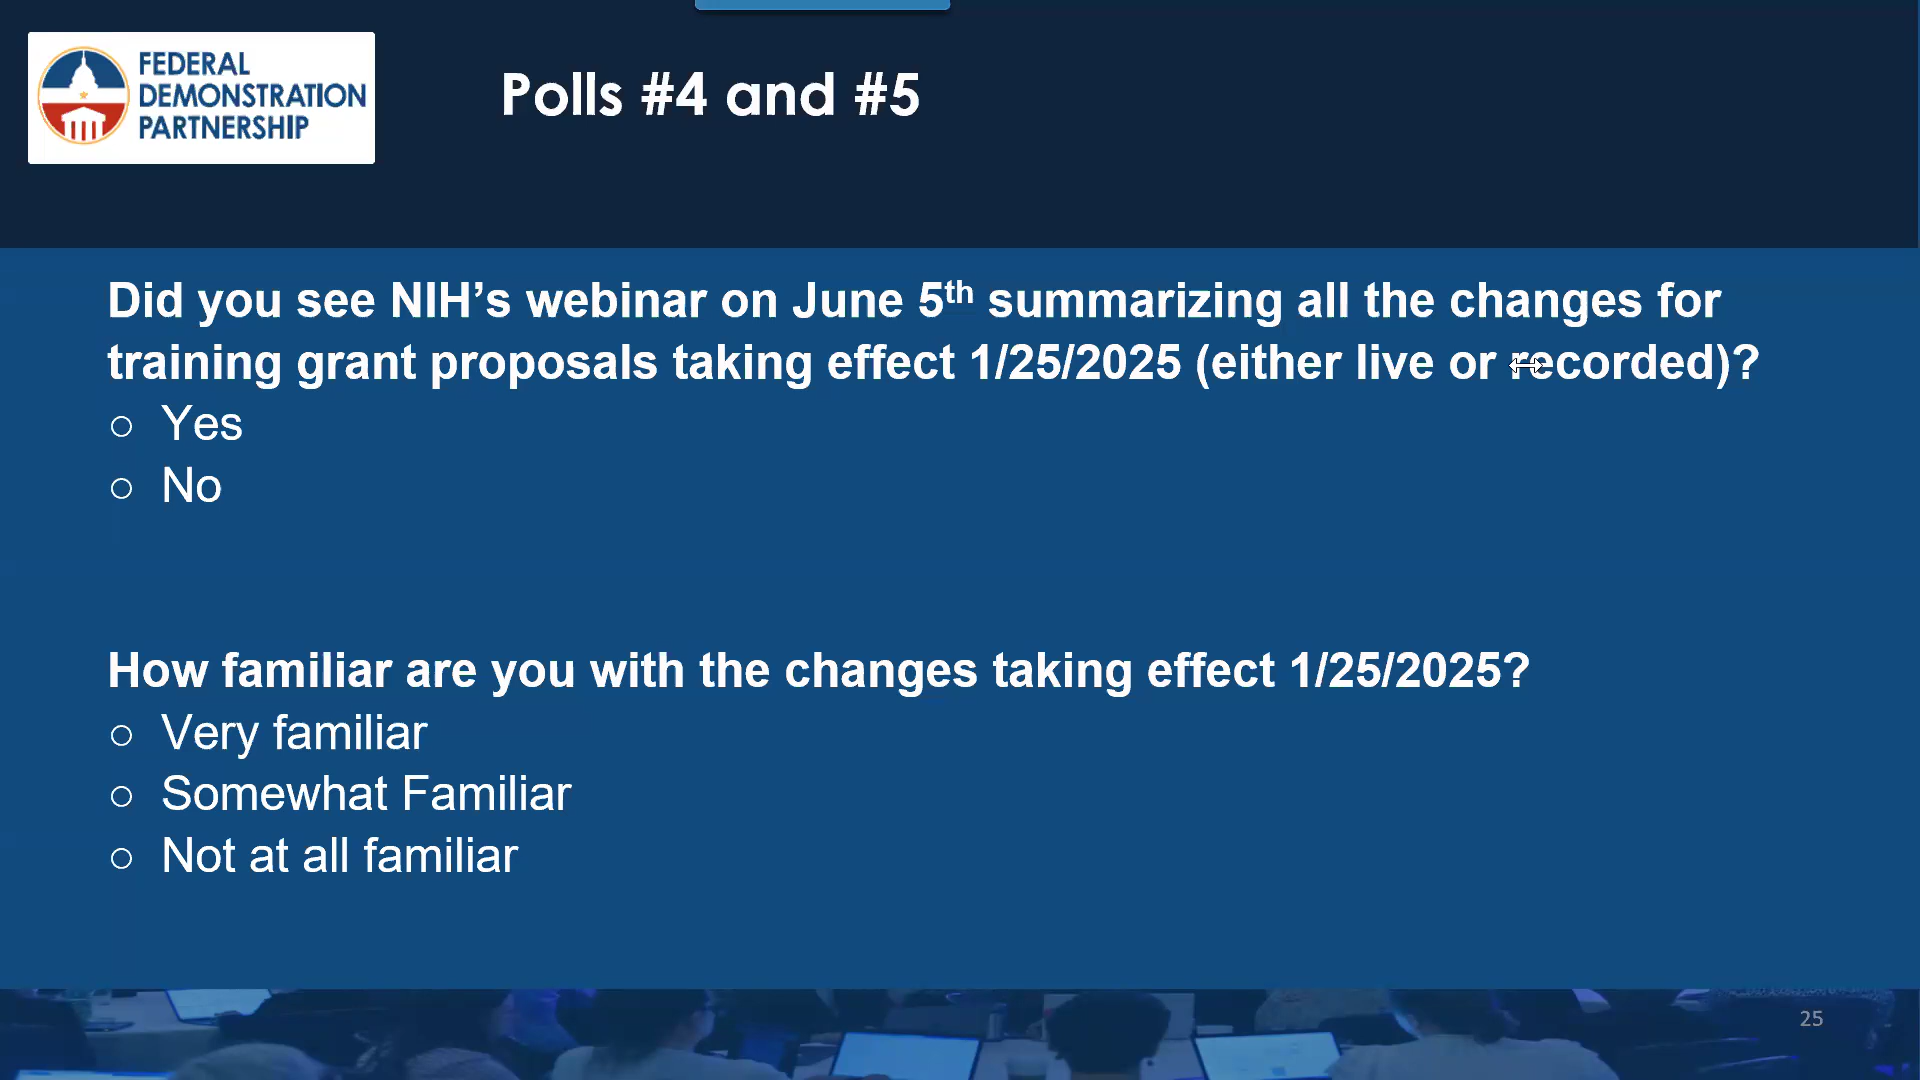 FEDERAL
DEMONSTRATION
PARTNERSHIP
Polls #4 and #5
Did you see NIH’s webinar on June 5th summarizing all the changes for
training grant proposals taking effect 1/25/2025 (either live or recorded)?
○ Yes
○ No
How familiar are you with the changes taking effect 1/25/2025?
○ Very familiar
○ Somewhat Familiar
○ Not at all familiar
25